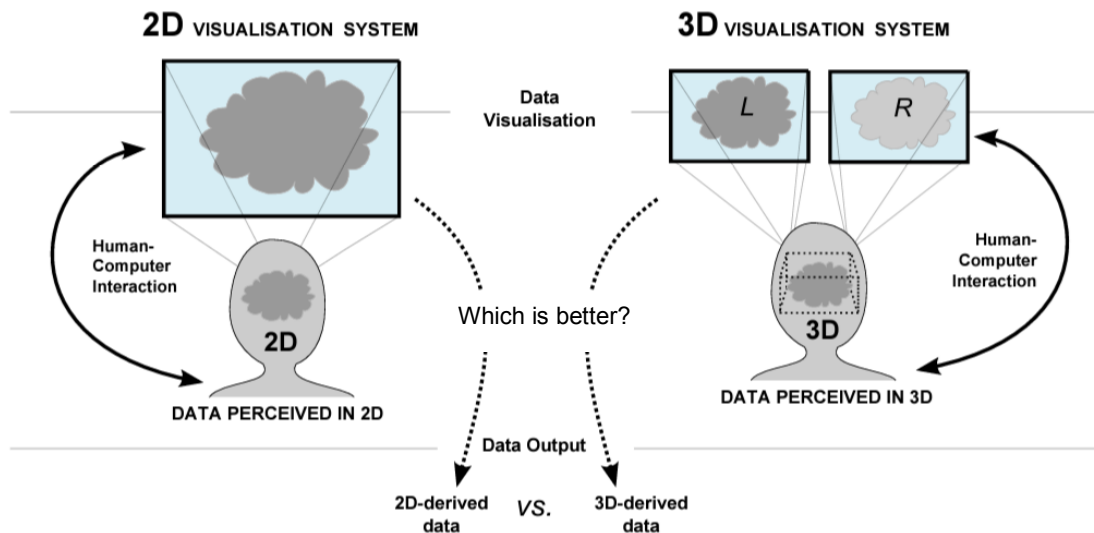 2D VISUALISATION SYSTEM
3D VISUALISATION SYSTEM
Data
Visualisation
L
R
Human-
Computer
Interaction
Human-
Computer
Interaction
Which is better?
2D
3D
DATA PERCEIVED IN 2D
DATA PERCEIVED IN 3D
Data Output
2D-derived
data
vs.
3D-derived
data